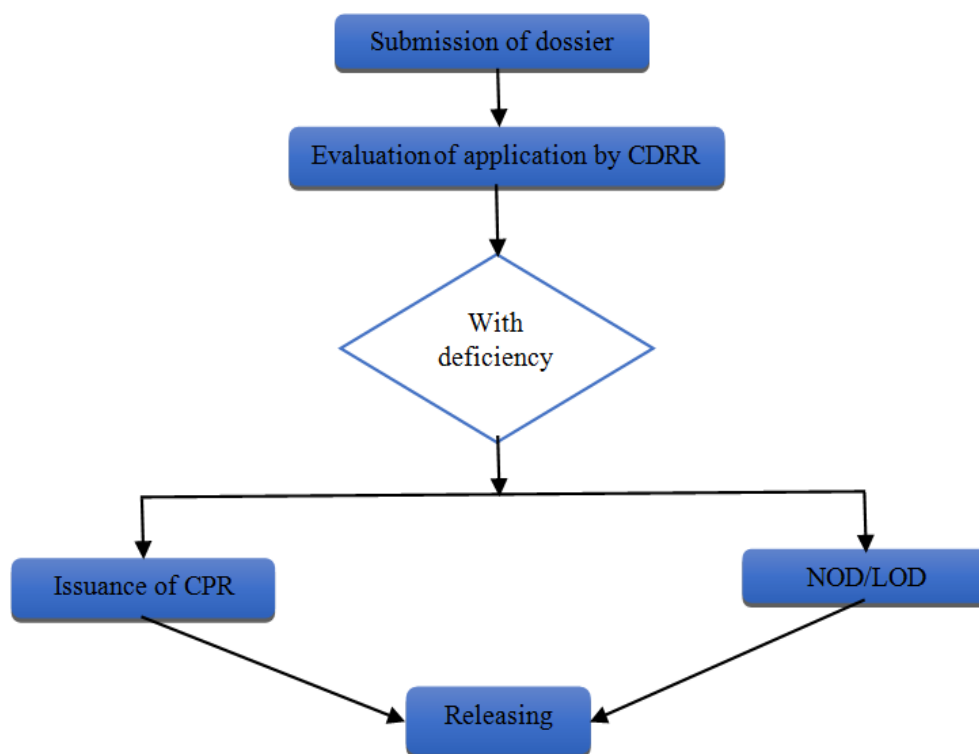 Submission of dossier
Evaluation of application by CDRR
With
deficiency
Issuance of CPR
NOD/LOD
Releasing